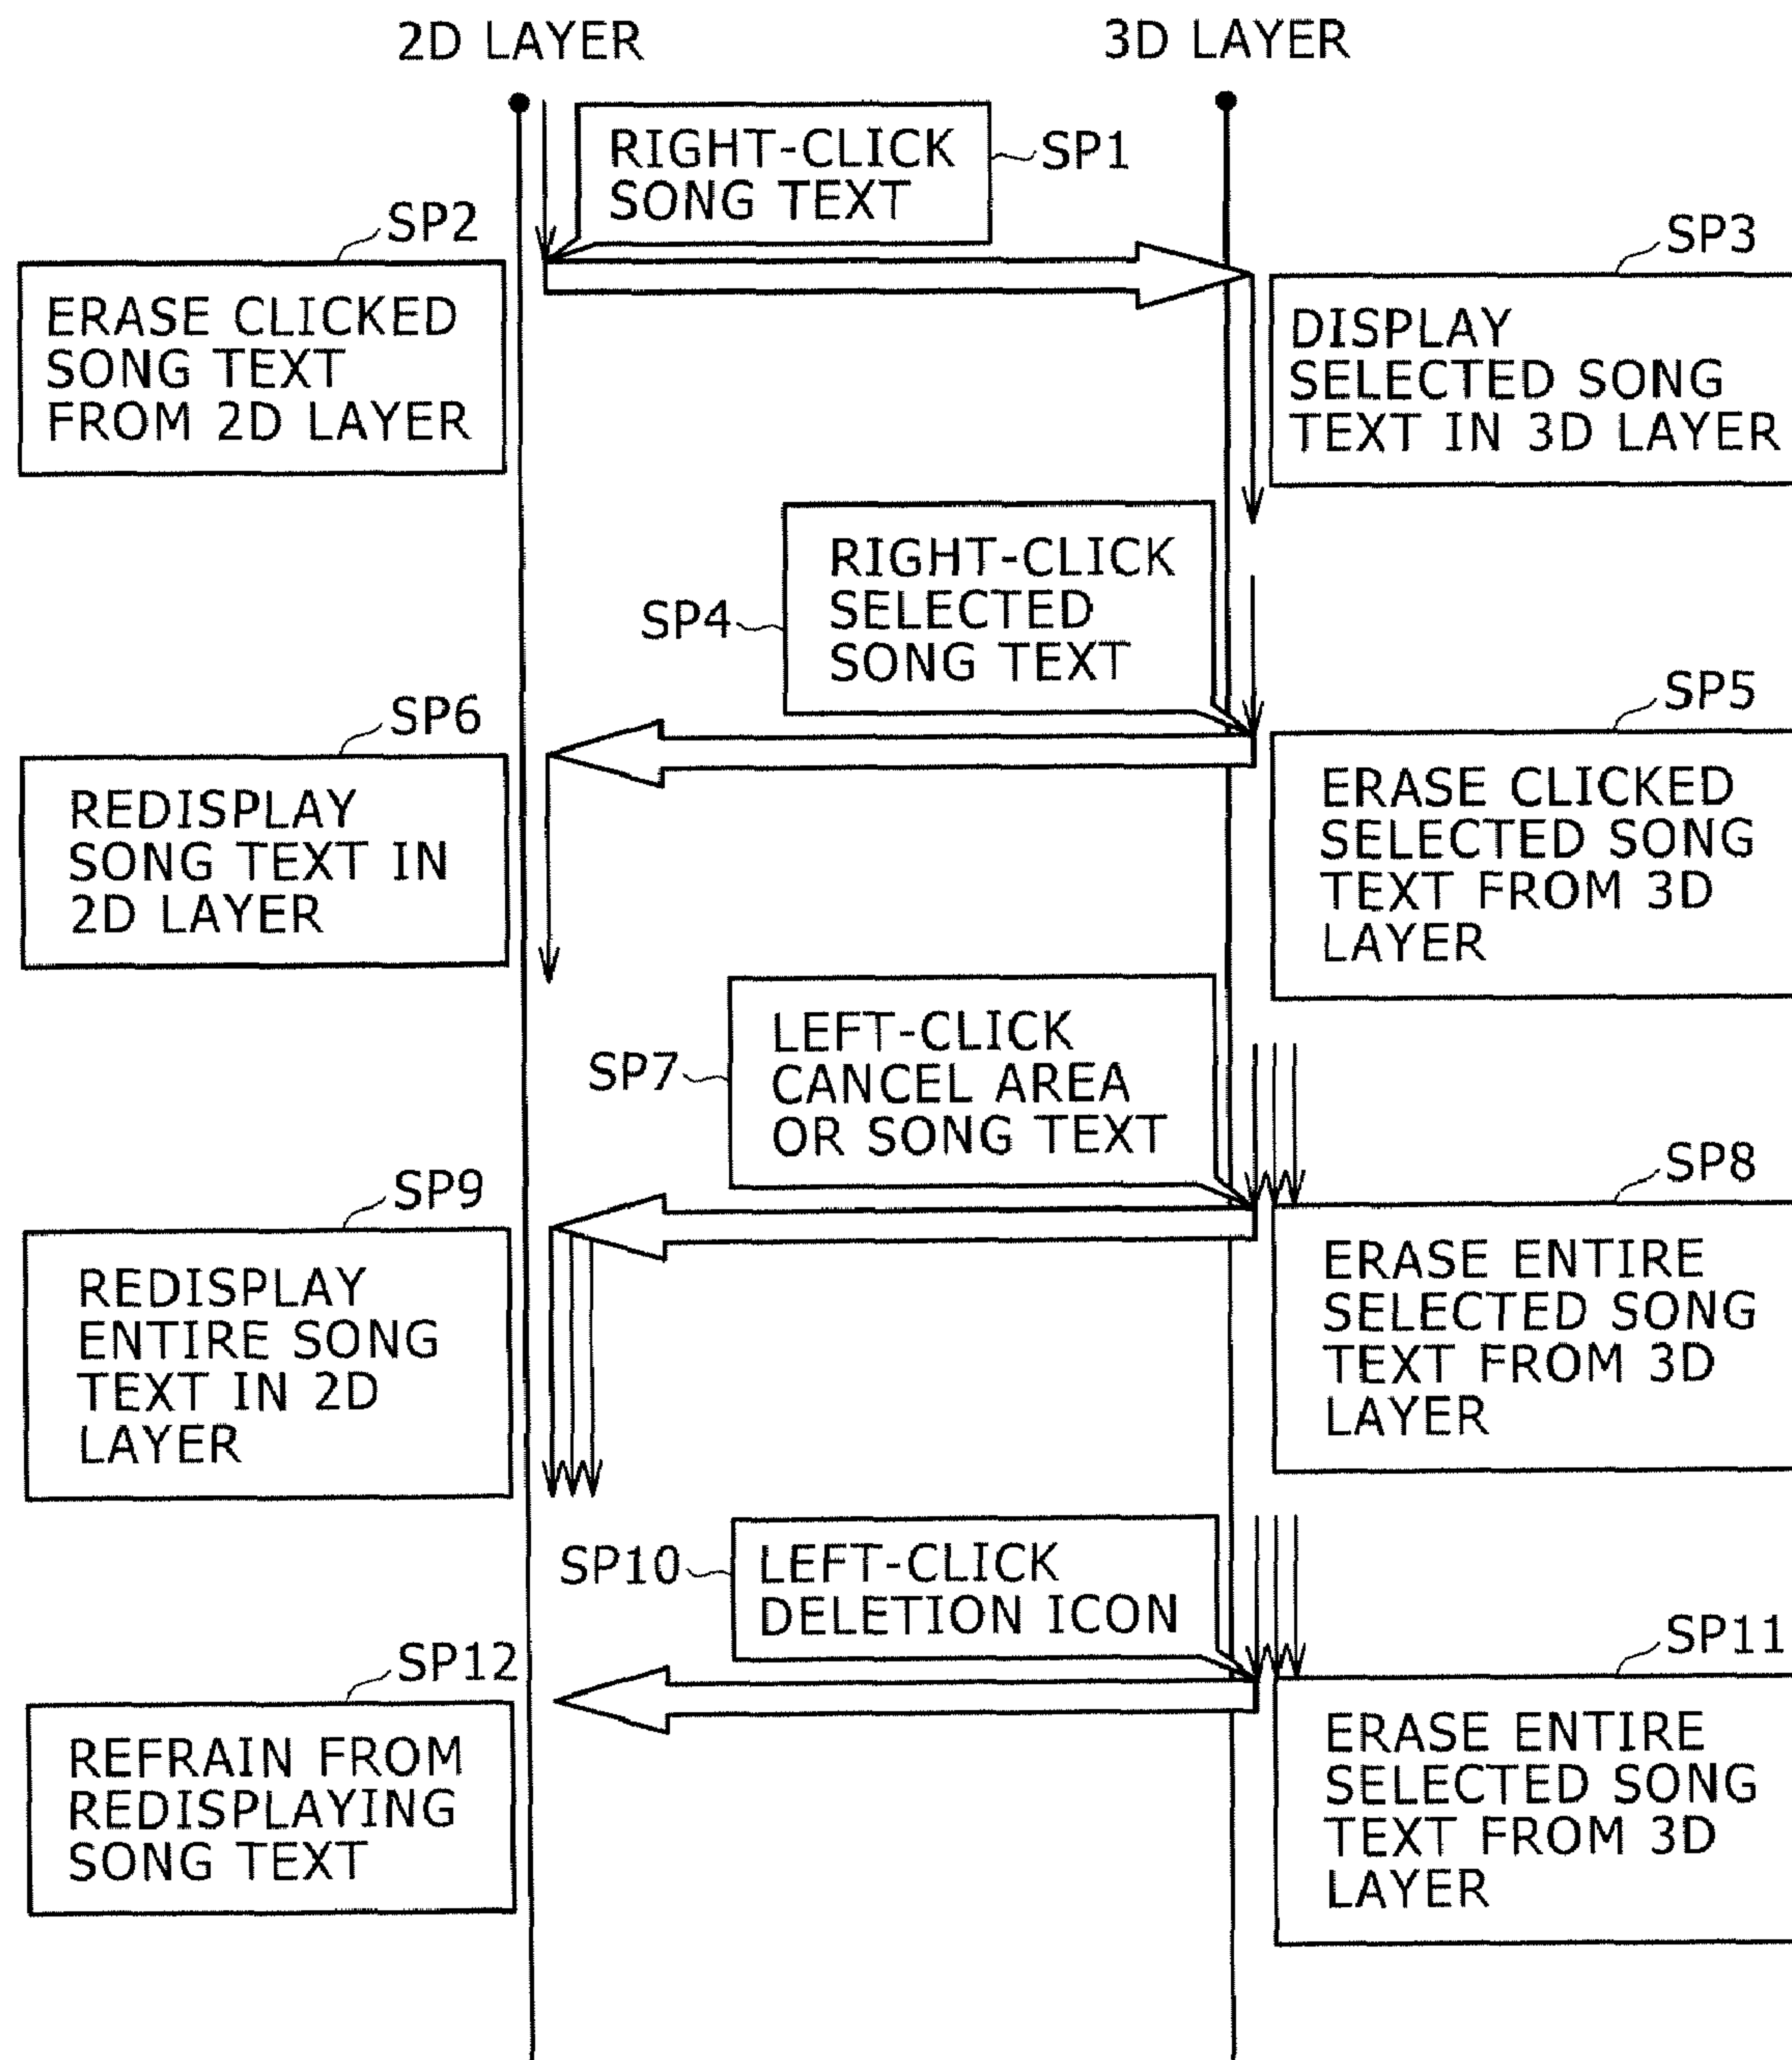 2D LAYER
3D LAYER
RIGHT-CLICK
SONG TEXT
SP1
SP2
ERASE CLICKED
SONG TEXT
FROM 2D LAYER
SP3
DISPLAY
SELECTED SONG
TEXT IN 3D LAYER
SP4
RIGHT-CLICK
SELECTED
SONG TEXT
SP5
ERASE CLICKED
SELECTED SONG
TEXT FROM 3D
LAYER
SP6
REDISPLAY
SONG TEXT IN
2D LAYER
SP7
LEFT-CLICK
CANCEL AREA
OR SONG TEXT
SP8
ERASE ENTIRE
SELECTED SONG
TEXT FROM 3D
LAYER
SP9
REDISPLAY
ENTIRE SONG
TEXT IN 2D
LAYER
SP10
LEFT-CLICK
DELETION ICON
SP11
ERASE ENTIRE
SELECTED SONG
TEXT FROM 3D
LAYER
SP12
REFRAIN FROM
REDISPLAYING
SONG TEXT